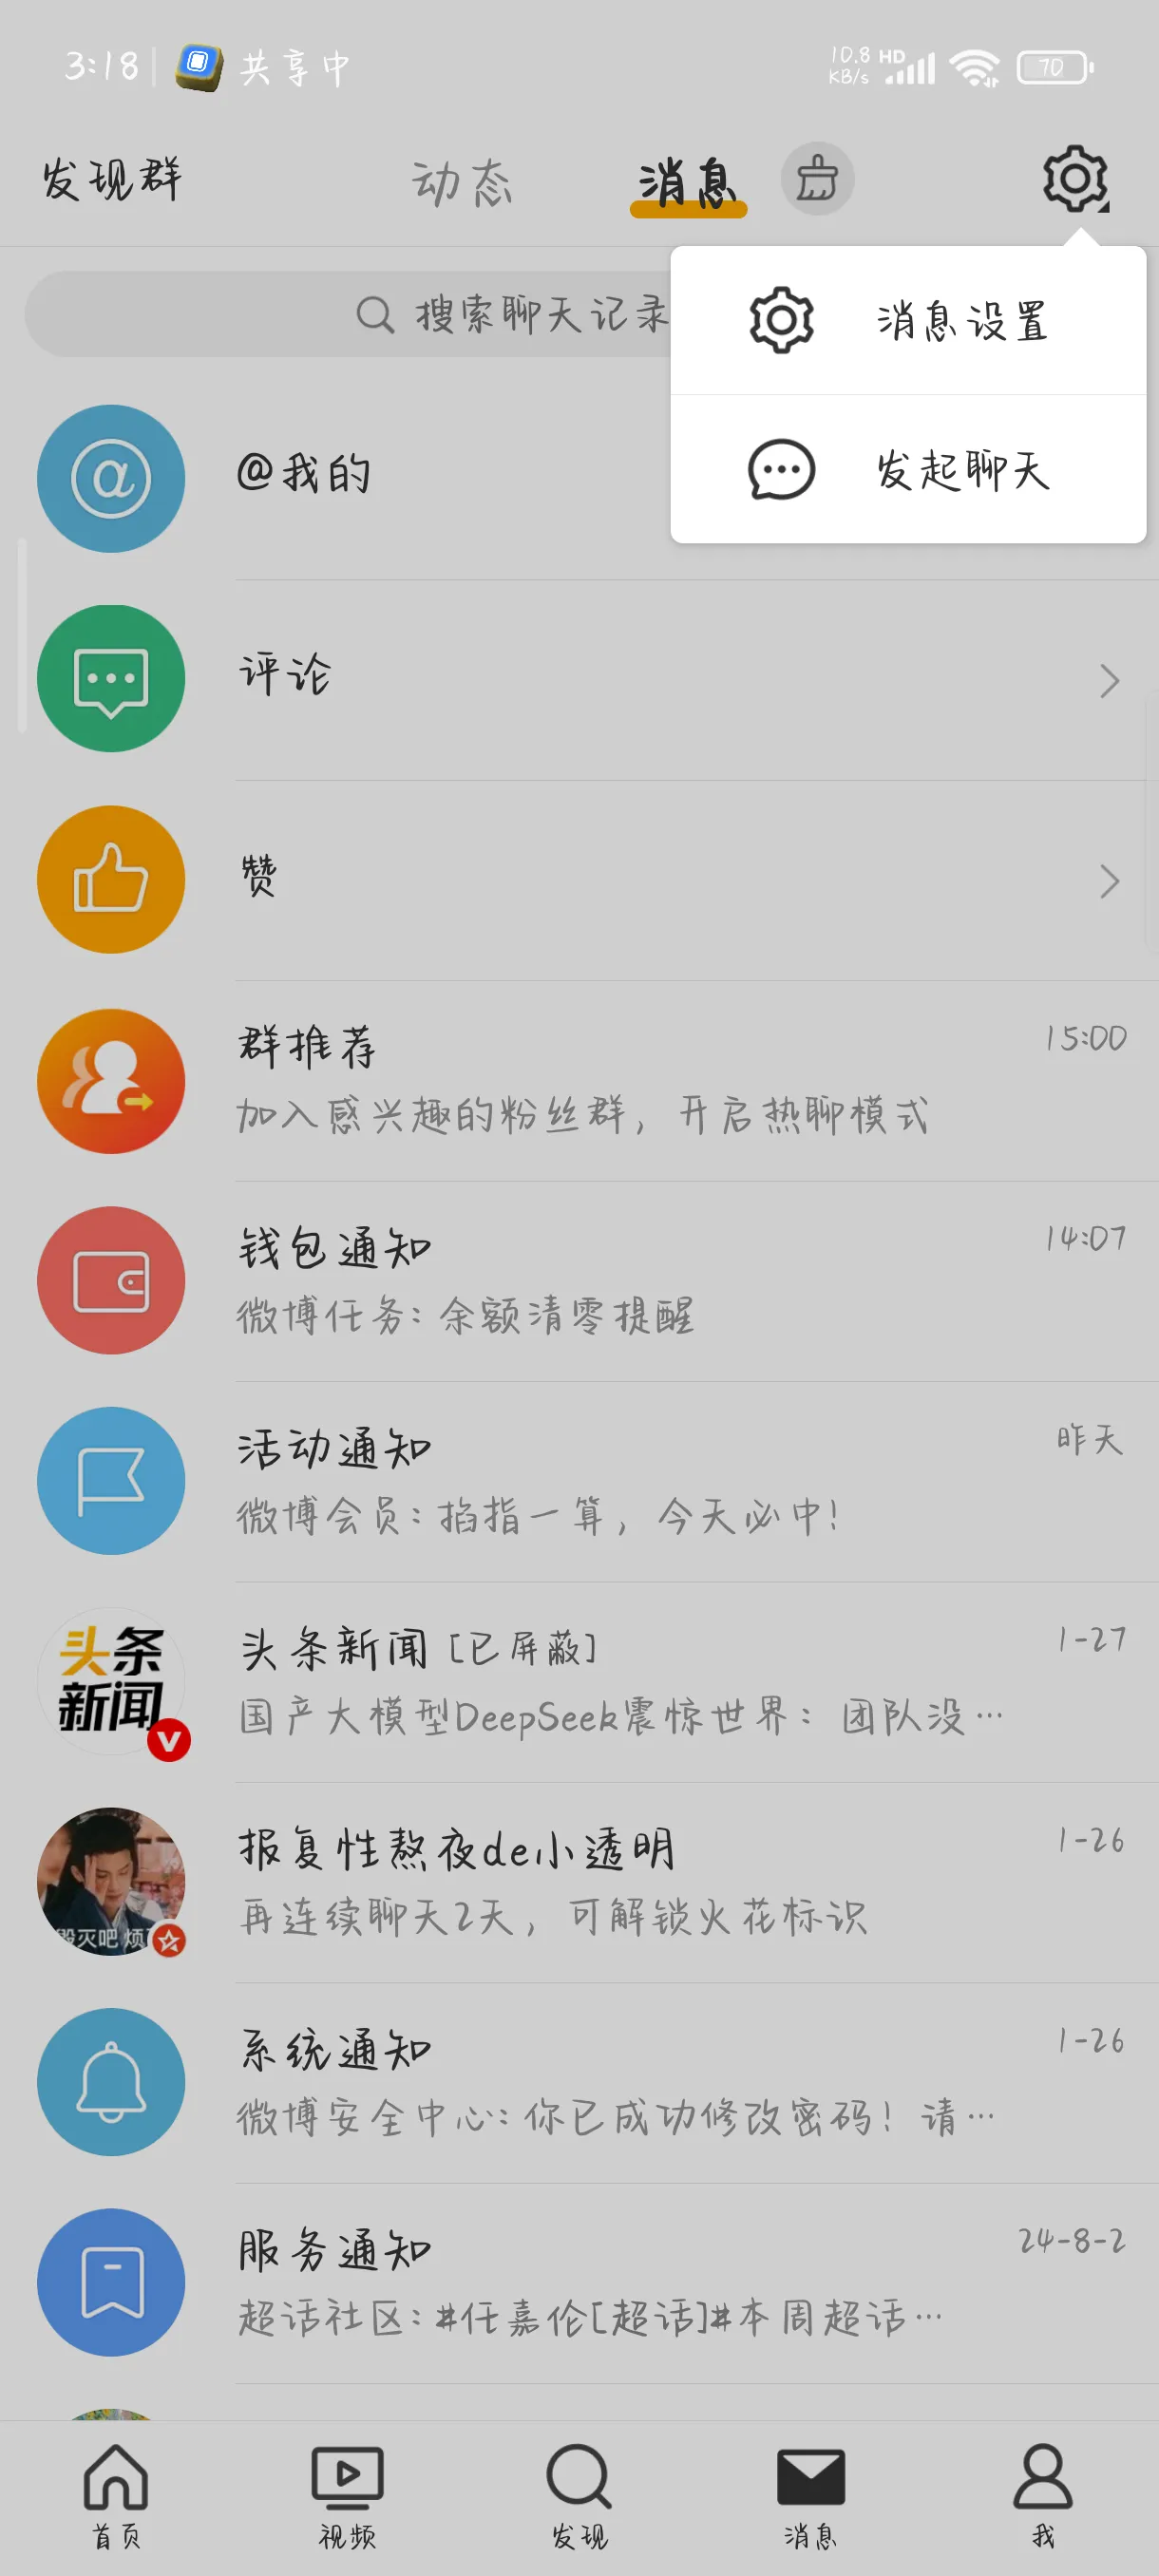 3:18 共享中 10.8 KB/s HD 70
发现群 动态 消息
搜索聊天记录
消息设置
发起聊天
@我的
评论
赞
群推荐 15:00
加入感兴趣的粉丝群，开启热聊模式
钱包通知 14:07
微博任务: 余额清零提醒
活动通知 昨天
微博会员: 掐指一算，今天必中!
头条新闻
头条新闻 [已屏蔽] 1-27
国产大模型DeepSeek震惊世界：团队没…
V
报复性熬夜de小透明 1-26
再连续聊天2天，可解锁火花标识
毁灭吧 烦
系统通知 1-26
微博安全中心: 你已成功修改密码！请…
服务通知 24-8-2
超话社区: #任嘉伦[超话]#本周超话…
首页 视频 发现 消息 我